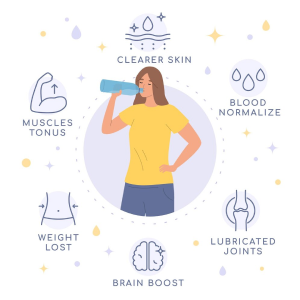 CLEARER SKIN
BLOOD
NORMALIZE
MUSCLES
TONUS
WEIGHT
LOST
LUBRICATED
JOINTS
BRAIN BOOST